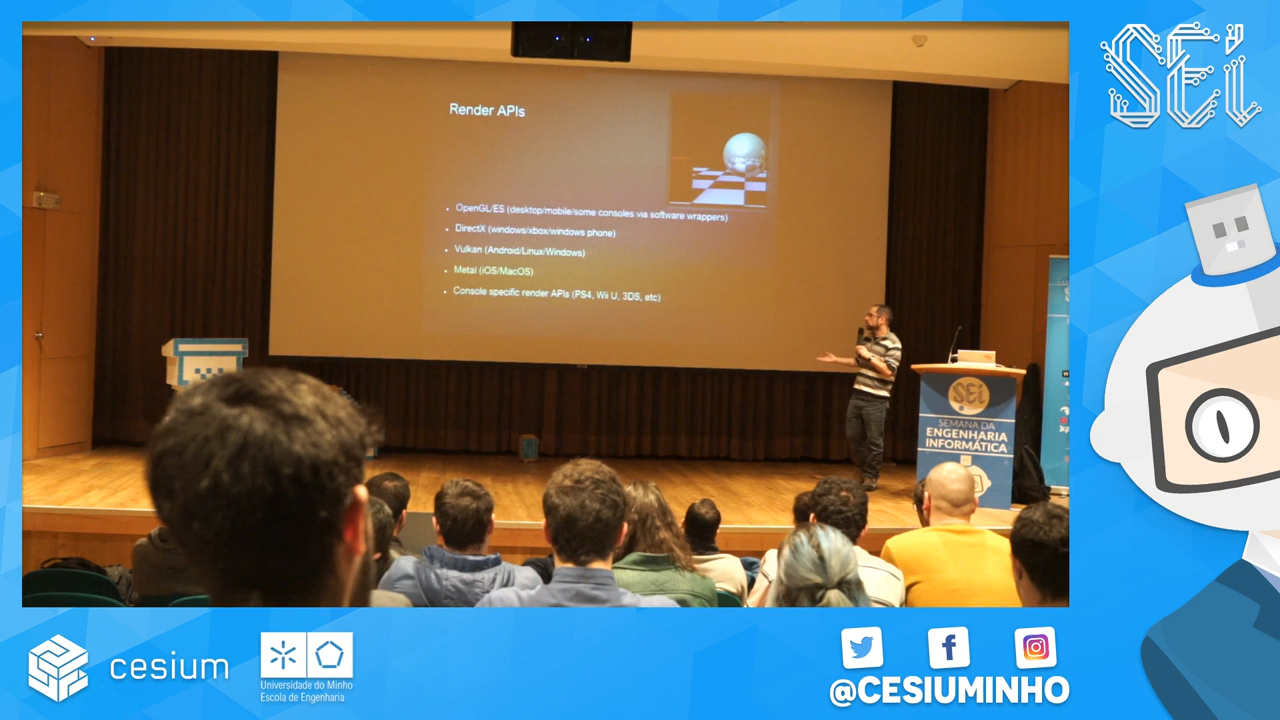 SEi
Render APIs
OpenGL/ES (desktop/mobile/some consoles via software wrappers)
DirectX (windows/xbox/windows phone)
Vulkan (Android/Linux/Windows)
Metal (iOS/MacOS)
Console specific render APIs (PS4, Wii U, 3DS, etc)
SEi
SEMANA DA
ENGENHARIA
INFORMÁTICA
cesium
Universidade do Minho
Escola de Engenharia
@CESIUMINHO